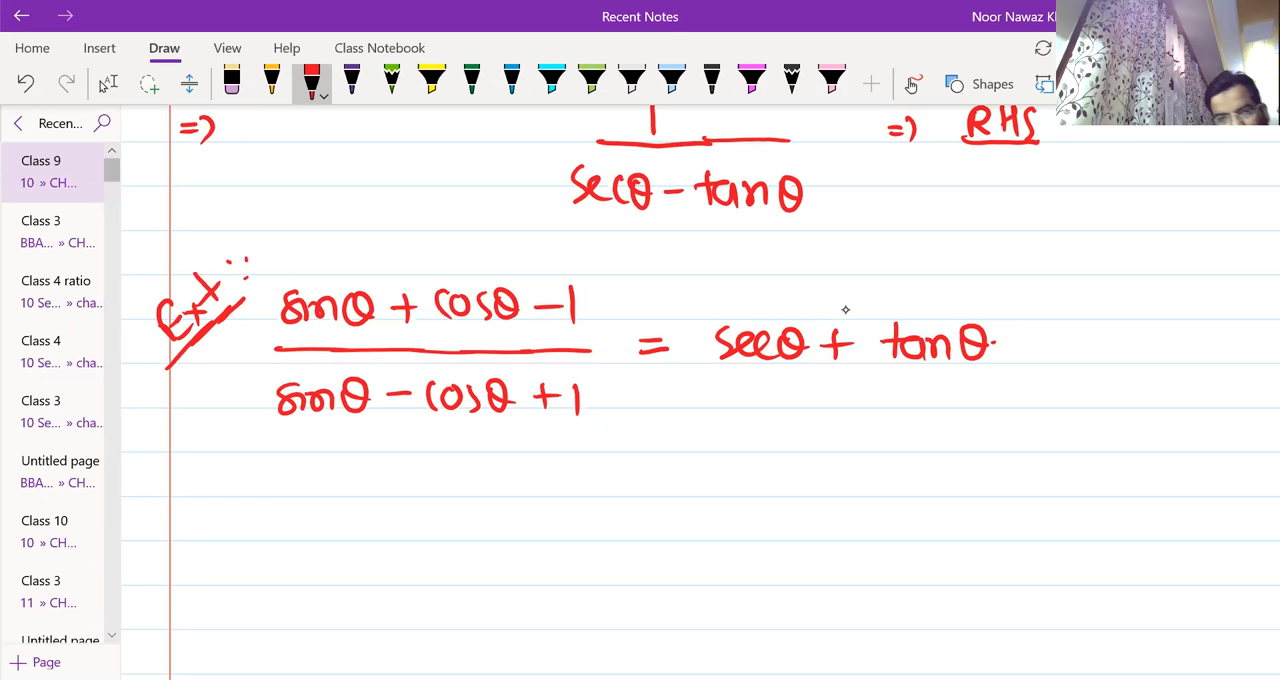 Recent Notes
Noor Nawaz Kh
Home Insert Draw View Help Class Notebook
Shapes
Recen...
Class 9
10 » CH...
Class 3
BBA... » CH...
Class 4 ratio
10 Se... » cha..
Class 4
10 Se... » cha..
Class 3
10 Se... » cha..
Untitled page
BBA... » CH...
Class 10
10 » CH...
Class 3
11 » CH...
Untitled page
+ Page
=> 1 => RHS
secθ - tanθ
Ex:
sinθ + cosθ - 1
= secθ + tanθ.
sinθ - cosθ + 1